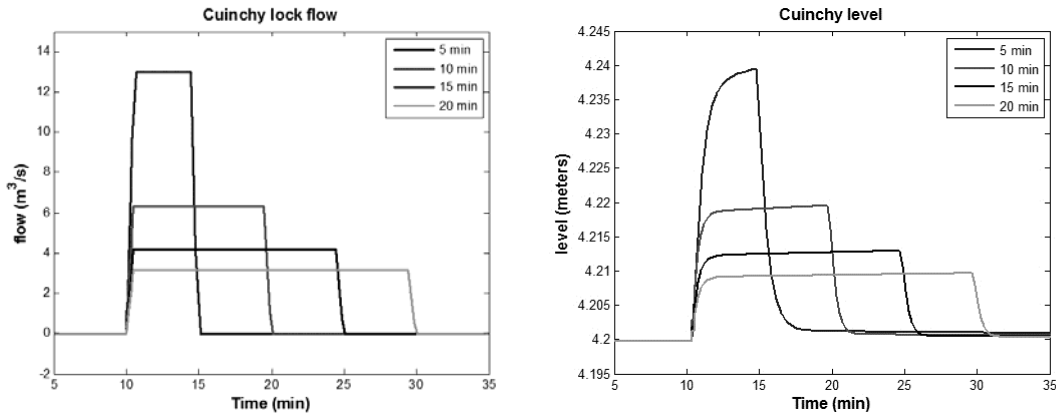 Cuinchy lock flow
14
12
10
8
6
4
2
0
-2
5
10
15
20
25
30
35
flow (m³/s)
Time (min)
5 min
10 min
15 min
20 min
Cuinchy level
4.245
4.24
4.235
4.23
4.225
4.22
4.215
4.21
4.205
4.2
4.195
5
10
15
20
25
30
35
level (meters)
Time (min)
5 min
10 min
15 min
20 min